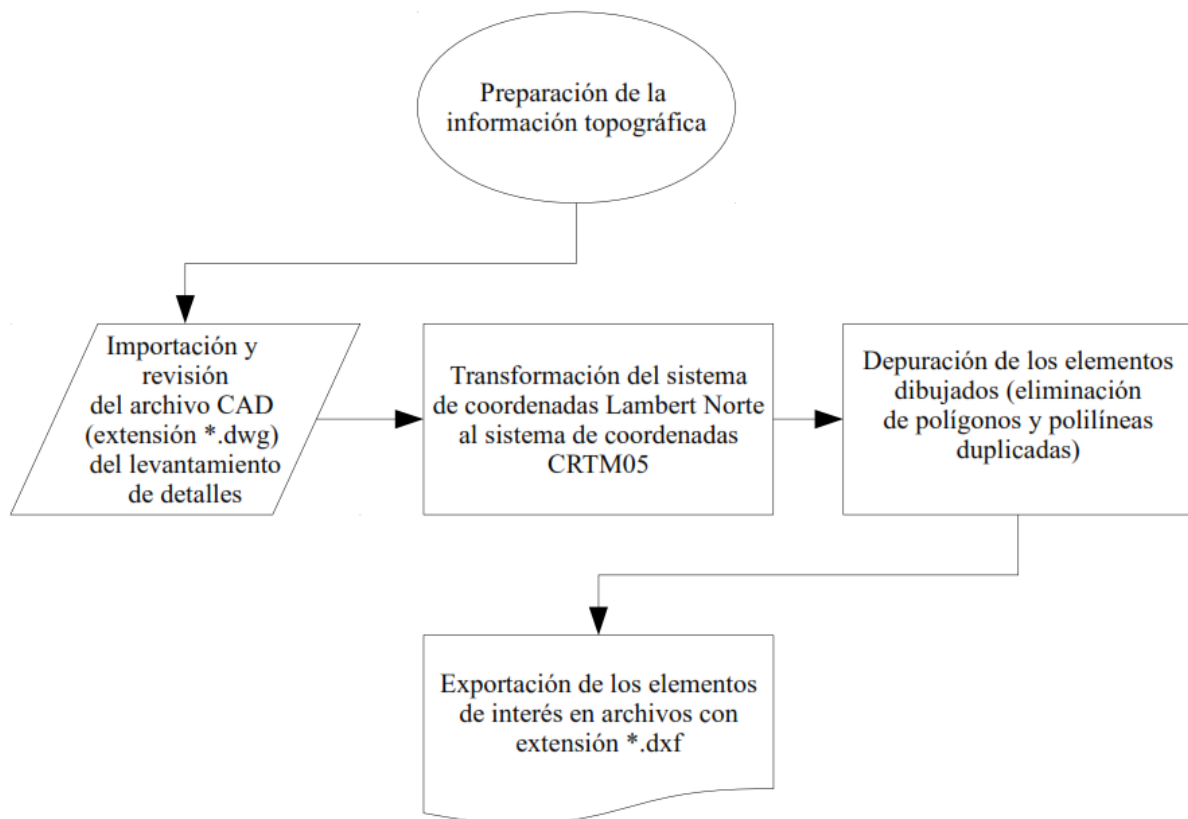 Preparación de la
información topográfica
Importación y
revisión
del archivo CAD
(extensión *.dwg)
del levantamiento
de detalles
Transformación del sistema
de coordenadas Lambert Norte
al sistema de coordenadas
CRTM05
Depuración de los elementos
dibujados (eliminación
de polígonos y polilíneas
duplicadas)
Exportación de los elementos
de interés en archivos con
extensión *.dxf